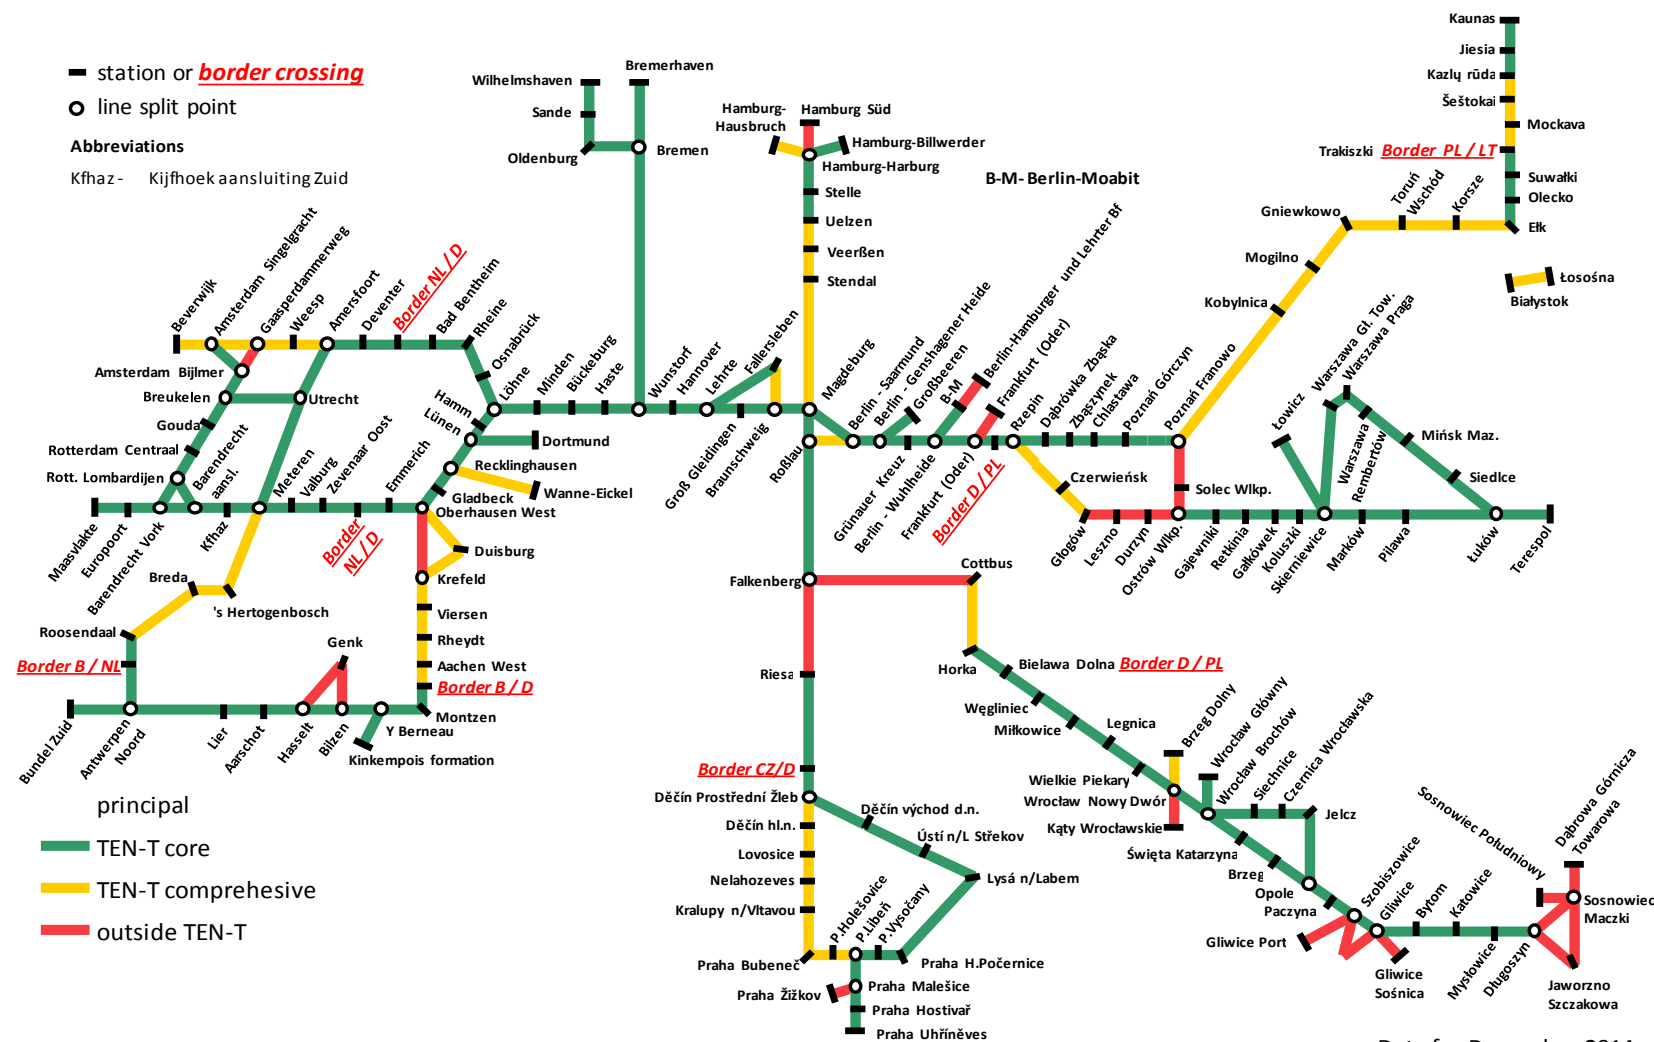 station or border crossing
line split point
Abbreviations
Kfhaz - Kijfhoek aansluiting Zuid
Wilhelmshaven
Sande
Oldenburg
Bremerhaven
Bremen
Hamburg-
Hausbruch
Hamburg Süd
Hamburg-Billwerder
Hamburg-Harburg
Stelle
Uelzen
Veerßen
Stendal
B-M- Berlin-Moabit
Kaunas
Jiesia
Kazlų rūda
Šeštokai
Mockava
Trakiszki Border PL / LT
Suwałki
Olecko
Ełk
Korsze
Toruń
Wschód
Gniewkowo
Mogilno
Kobylnica
Łosośna
Białystok
Beverwijk
Amsterdam Singelgracht
Gaasperdammerweg
Weesp
Amersfoort
Deventer
Border NL / D
Bad Bentheim
Rheine
Osnabrück
Löhne
Minden
Bückeburg
Haste
Wunstorf
Hannover
Lehrte
Fallersleben
Groß Gleidingen
Braunschweig
Magdeburg
Roßlau
Berlin - Saarmund
Berlin - Genshagener Heide
Großbeeren
B-M
Berlin-Hamburger und Lehrter Bf
Frankfurt (Oder)
Grünauer Kreuz
Berlin - Wuhlheide
Frankfurt (Oder)
Border D / PL
Rzepin
Dąbrówka Zbąska
Zbąszynek
Chlastawa
Poznań Górczyn
Poznań Franowo
Czerwieńsk
Solec Wlkp.
Głogów
Leszno
Durzyn
Ostrów Wlkp.
Gajewniki
Retkinia
Gałkówek
Koluszki
Skierniewice
Łowicz
Warszawa Gł. Tow.
Warszawa Praga
Warszawa
Rembertów
Mińsk Maz.
Siedlce
Marków
Pilawa
Łuków
Terespol
Amsterdam Bijlmer
Breukelen
Utrecht
Gouda
Rotterdam Centraal
Rott. Lombardijen
Barendrecht
aansl.
Meteren
Valburg
Zevenaar Oost
Emmerich
Hamm
Lünen
Dortmund
Recklinghausen
Wanne-Eickel
Gladbeck
Oberhausen West
Maasvlakte
Europoort
Barendrecht Vork
Kfhaz
Border
NL / D
Duisburg
Krefeld
Viersen
Rheydt
Aachen West
Border B / D
Montzen
Breda
's Hertogenbosch
Roosendaal
Border B / NL
Genk
Bundel Zuid
Antwerpen
Noord
Lier
Aarschot
Hasselt
Bilzen
Y Berneau
Kinkempois formation
principal
TEN-T core
TEN-T comprehesive
outside TEN-T
Falkenberg
Cottbus
Riesa
Horka
Bielawa Dolna Border D / PL
Węgliniec
Miłkowice
Legnica
Wielkie Piekary
Brzeg Dolny
Wrocław Nowy Dwór
Kąty Wrocławskie
Wrocław Główny
Wrocław Brochów
Siechnice
Czernica Wrocławska
Jelcz
Święta Katarzyna
Brzeg
Opole
Paczyna
Szobiszowice
Gliwice
Bytom
Katowice
Gliwice Port
Gliwice
Sośnica
Mysłowice
Długoszyn
Sosnowiec Południowy
Dąbrowa Górnicza
Towarowa
Sosnowiec
Maczki
Jaworzno
Szczakowa
Border CZ/D
Děčín Prostřední Žleb
Děčín východ d.n.
Děčín hl.n.
Ústí n/L Střekov
Lovosice
Nelahozeves
Lysá n/Labem
Kralupy n/Vltavou
P.Holešovice
P.Libeň
P.Vysočany
Praha Bubeneč
Praha H.Počernice
Praha Žižkov
Praha Malešice
Praha Hostivař
Praha Uhříněves